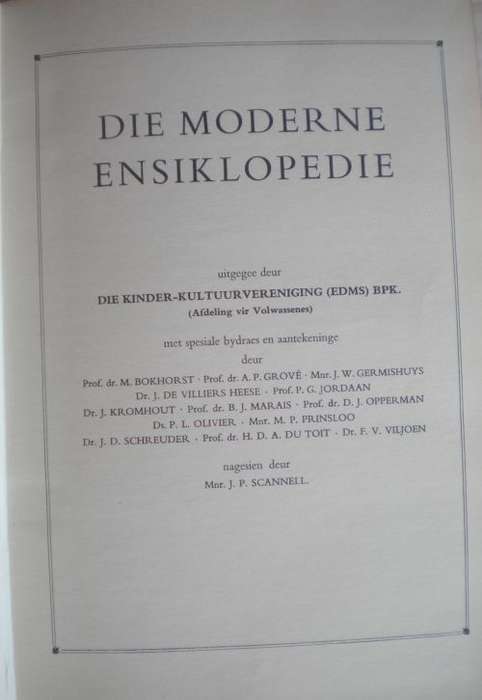 DIE MODERNE
ENSIKLOPEDIE
uitgegee deur
DIE KINDER-KULTUURVERENIGING (EDMS) BPK.
(Afdeling vir Volwassenes)
met spesiale bydraes en aantekeninge
deur
Prof. dr. M. BOKHORST · Prof. dr. A. P. GROVÉ · Mnr. J. W. GERMISHUYS
Dr. J. DE VILLIERS HEESE · Prof. P. G. JORDAAN
Dr. J. KROMHOUT · Prof. dr. B. J. MARAIS · Prof. dr. D. J. OPPERMAN
Ds. P. L. OLIVIER · Mnr. M. P. PRINSLOO
Dr. J. D. SCHREUDER · Prof. dr. H. D. A. DU TOIT · Dr. F. V. VILJOEN
nagesien deur
Mnr. J. P. SCANNELL.